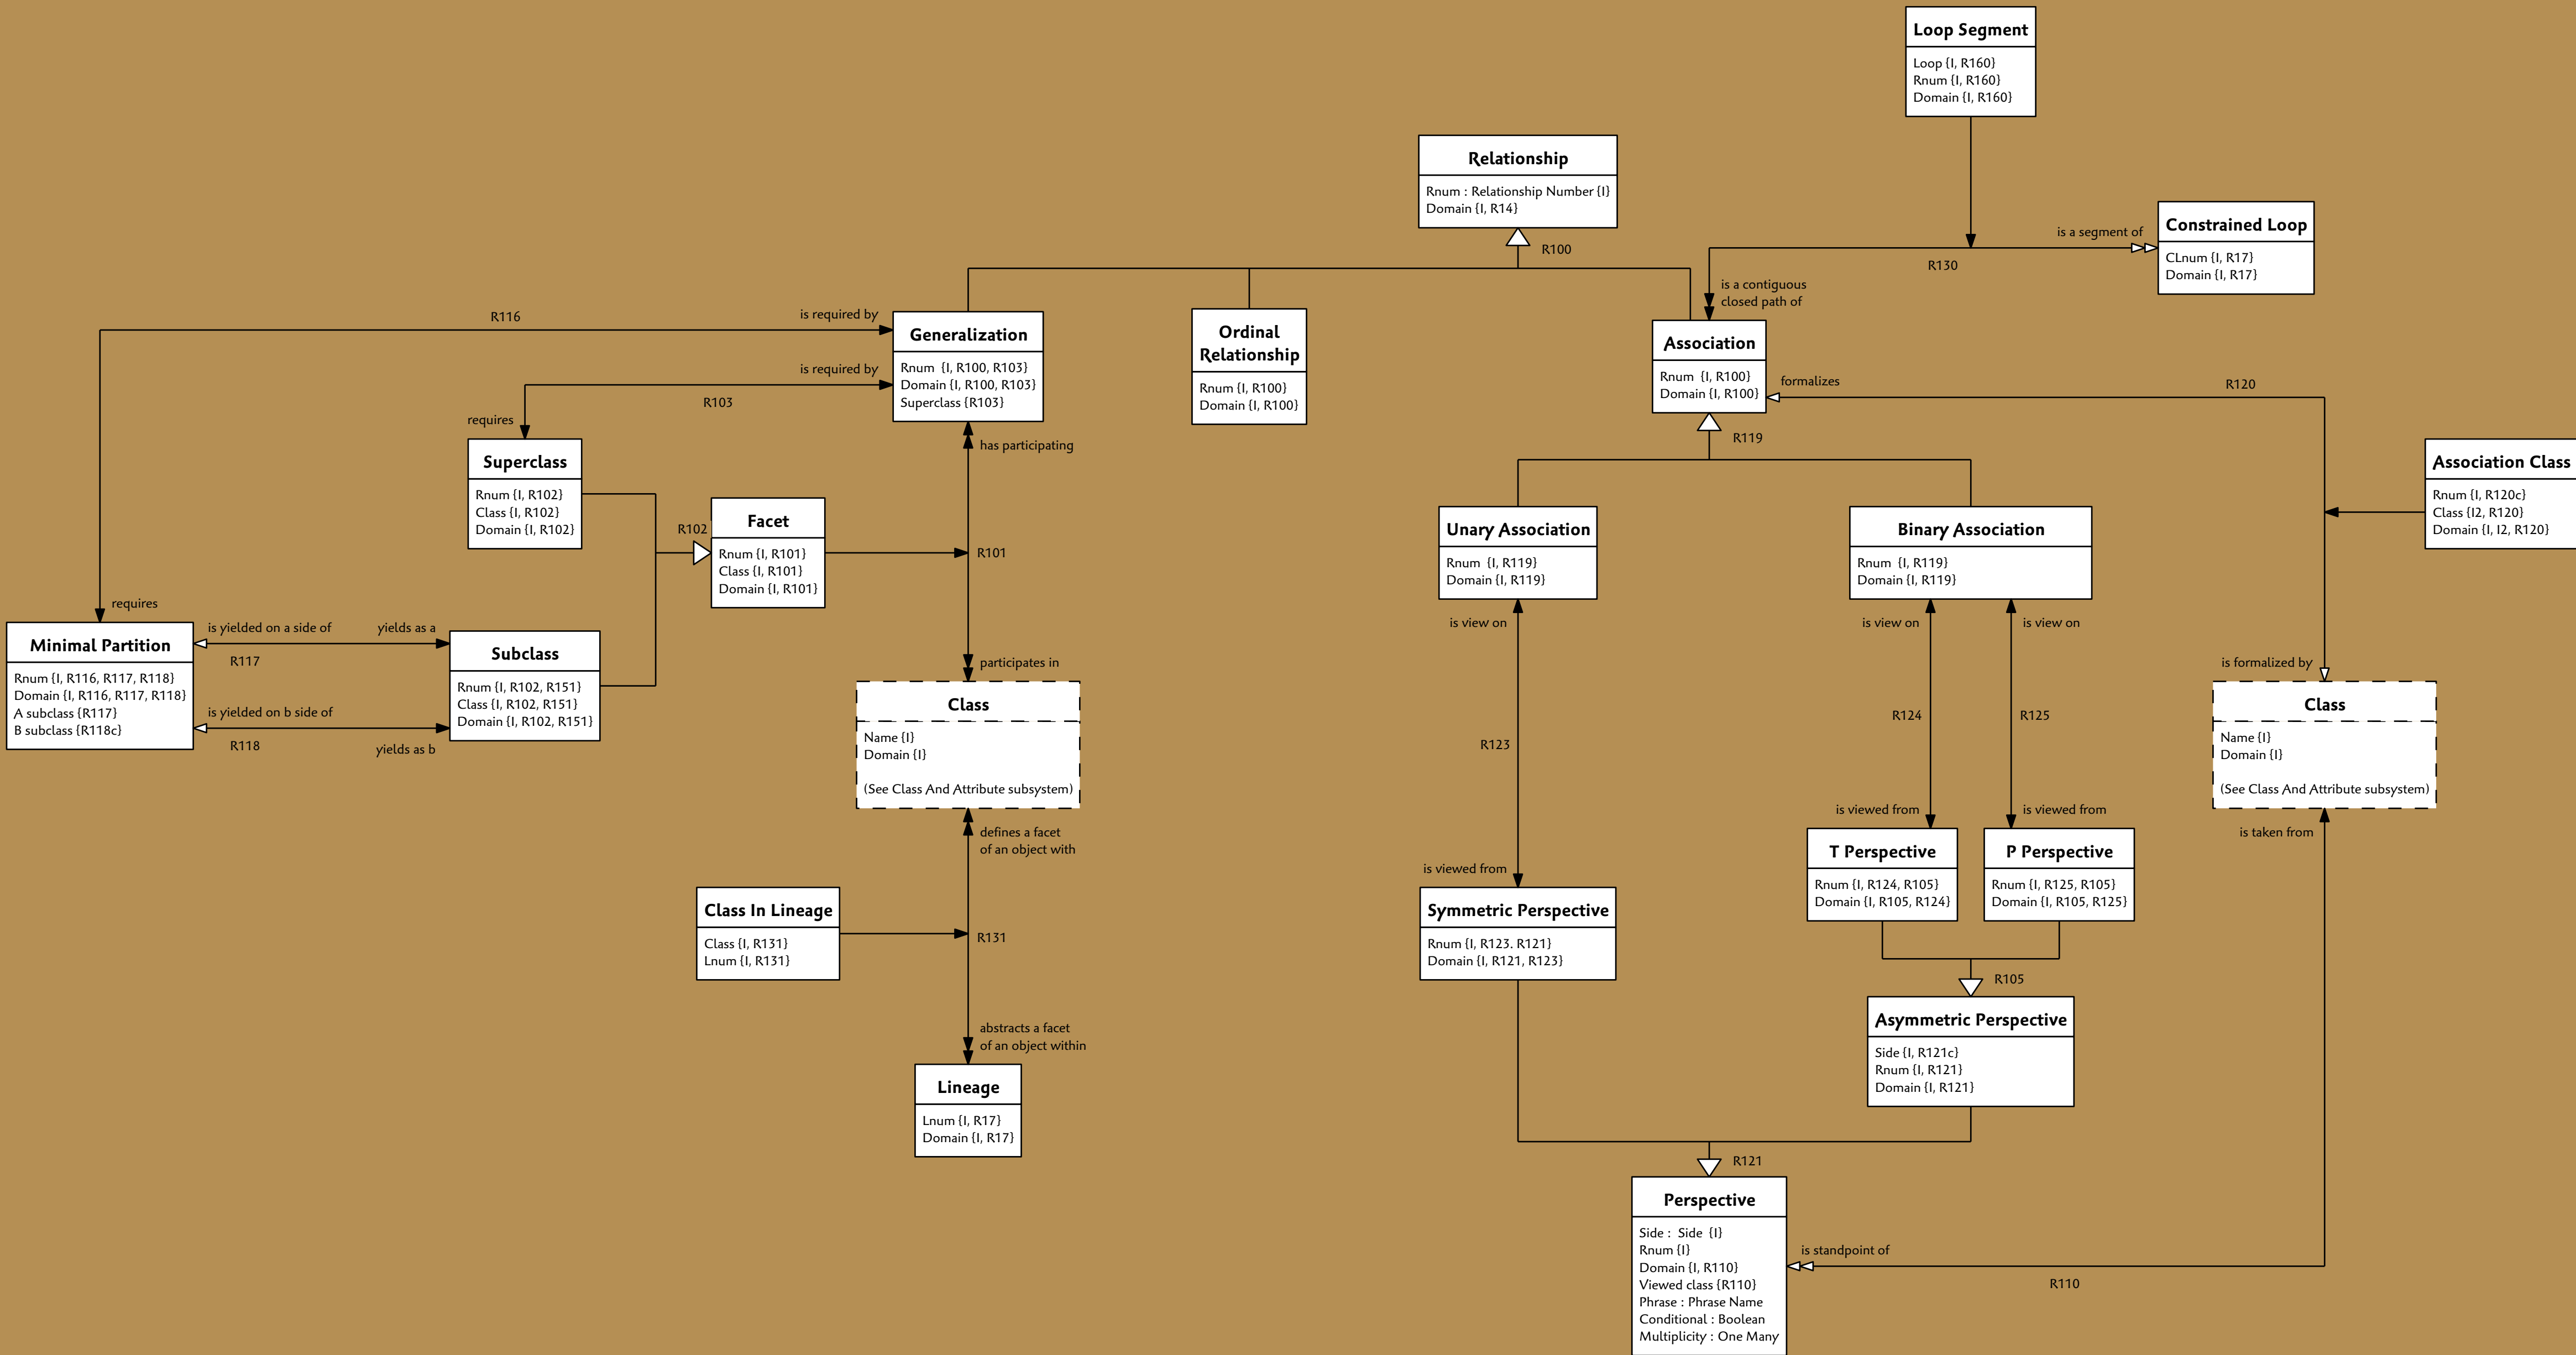 Loop Segment
Loop {I, R160}
Rnum {I, R160}
Domain {I, R160}
Relationship
Rnum : Relationship Number {I}
Domain {I, R14}
R100
Constrained Loop
CLnum {I, R17}
Domain {I, R17}
is a segment of
R130
is a contiguous
closed path of
R116
is required by
Generalization
Rnum  {I, R100, R103}
Domain {I, R100, R103}
Superclass {R103}
is required by
R103
requires
Ordinal
Relationship
Rnum {I, R100}
Domain {I, R100}
Association
Rnum  {I, R100}
Domain {I, R100}
formalizes
R120
R119
has participating
Superclass
Rnum {I, R102}
Class {I, R102}
Domain {I, R102}
R102
Facet
Rnum {I, R101}
Class {I, R101}
Domain {I, R101}
R101
Unary Association
Rnum  {I, R119}
Domain {I, R119}
Binary Association
Rnum  {I, R119}
Domain {I, R119}
Association Class
Rnum {I, R120c}
Class {I2, R120}
Domain {I, I2, R120}
requires
Minimal Partition
Rnum {I, R116, R117, R118}
Domain {I, R116, R117, R118}
A subclass {R117}
B subclass {R118c}
is yielded on a side of
yields as a
R117
is yielded on b side of
R118
yields as b
Subclass
Rnum {I, R102, R151}
Class {I, R102, R151}
Domain {I, R102, R151}
participates in
Class
Name {I}
Domain {I}
(See Class And Attribute subsystem)
is view on
R123
is viewed from
is view on
is view on
R124
R125
is viewed from
is viewed from
is formalized by
Class
Name {I}
Domain {I}
(See Class And Attribute subsystem)
is taken from
defines a facet
of an object with
Class In Lineage
Class {I, R131}
Lnum {I, R131}
R131
abstracts a facet
of an object within
Lineage
Lnum {I, R17}
Domain {I, R17}
Symmetric Perspective
Rnum {I, R123. R121}
Domain {I, R121, R123}
T Perspective
Rnum {I, R124, R105}
Domain {I, R105, R124}
P Perspective
Rnum {I, R125, R105}
Domain {I, R105, R125}
R105
Asymmetric Perspective
Side {I, R121c}
Rnum {I, R121}
Domain {I, R121}
R121
Perspective
Side :  Side  {I}
Rnum {I}
Domain {I, R110}
Viewed class {R110}
Phrase : Phrase Name
Conditional : Boolean
Multiplicity : One Many
is standpoint of
R110